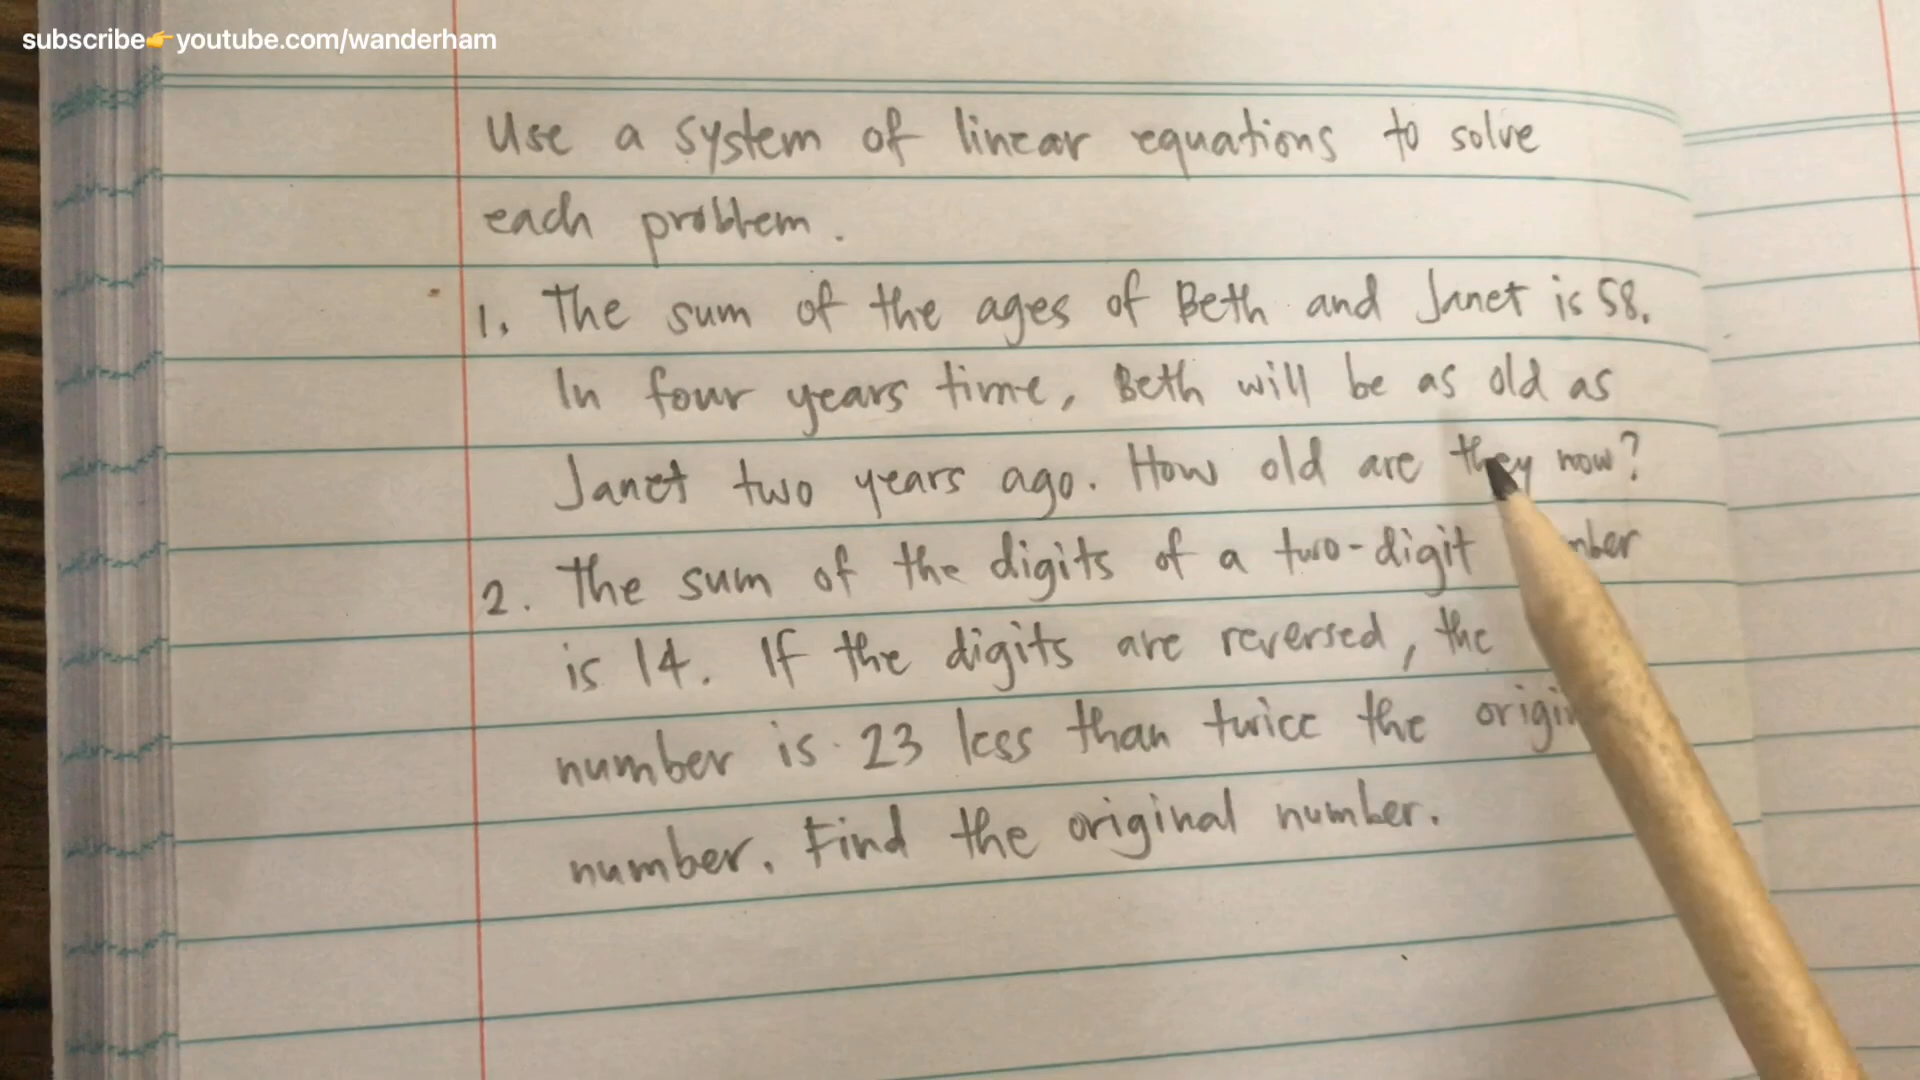 subscribe👉youtube.com/wanderham
Use a system of linear equations to solve
each problem.
1. The sum of the ages of Beth and Janet is 58.
In four years time, Beth will be as old as
Janet two years ago. How old are they now?
2. The sum of the digits of a two-digit
is 14. If the digits are reversed, the
number is 23 less than twice the
number. Find the original number.